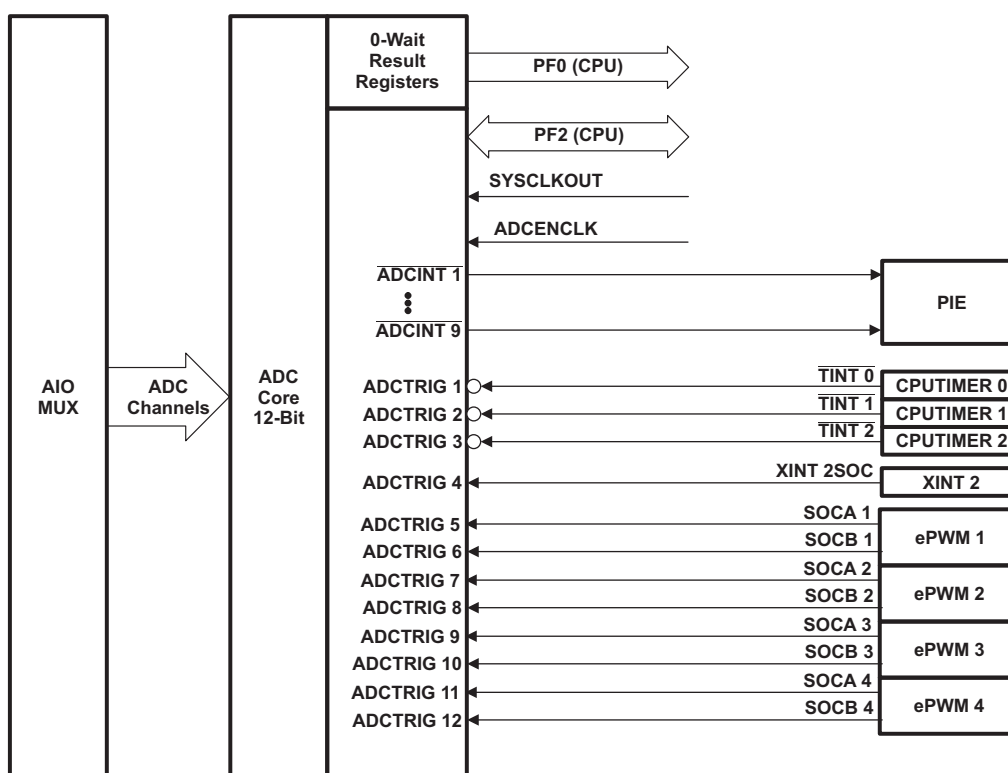 0-Wait
Result
Registers
PF0 (CPU)
PF2 (CPU)
SYSCLKOUT
ADCENCLK
ADCINT 1
PIE
ADCINT 9
AIO
MUX
ADC
Channels
ADC
Core
12-Bit
ADCTRIG 1
TINT 0
CPUTIMER 0
ADCTRIG 2
TINT 1
CPUTIMER 1
ADCTRIG 3
TINT 2
CPUTIMER 2
ADCTRIG 4
XINT 2SOC
XINT 2
ADCTRIG 5
SOCA 1
ePWM 1
ADCTRIG 6
SOCB 1
ADCTRIG 7
SOCA 2
ePWM 2
ADCTRIG 8
SOCB 2
ADCTRIG 9
SOCA 3
ePWM 3
ADCTRIG 10
SOCB 3
ADCTRIG 11
SOCA 4
ePWM 4
ADCTRIG 12
SOCB 4